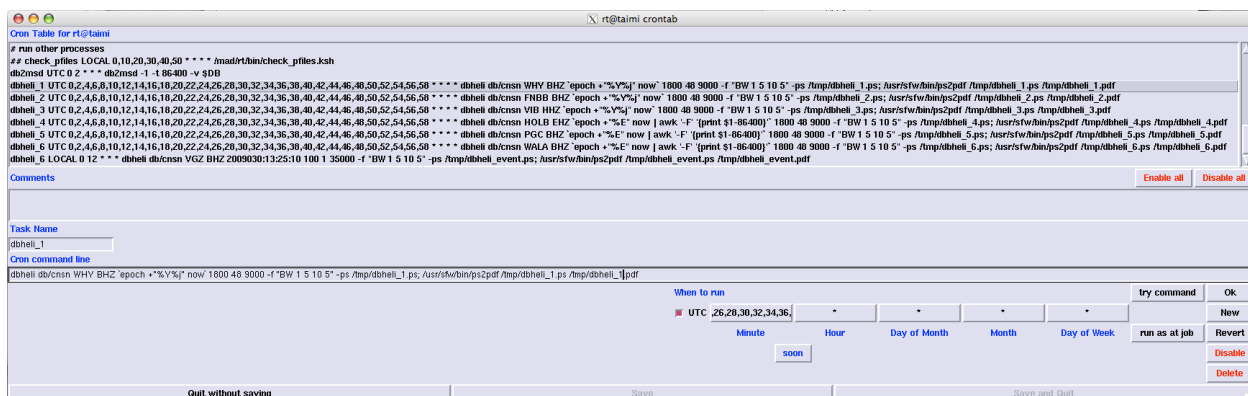 rt@taimi crontab
Cron Table for rt@taimi
# run other processes
## check_pfiles LOCAL 0,10,20,30,40,50 * * * * /mad/rt/bin/check_pfiles.ksh
db2msd UTC 0 2 * * * db2msd -1 -t 86400 -v $DB
dbheli_1 UTC 0,2,4,6,8,10,12,14,16,18,20,22,24,26,28,30,32,34,36,38,40,42,44,46,48,50,52,54,56,58 * * * * dbheli db/cnsn WHY BHZ `epoch +"%Y%j" now` 1800 48 9000 -f "BW 1 5 10 5" -ps /tmp/dbheli_1.ps; /usr/sfw/bin/ps2pdf /tmp/dbheli_1.ps /tmp/dbheli_1.pdf
dbheli_2 UTC 0,2,4,6,8,10,12,14,16,18,20,22,24,26,28,30,32,34,36,38,40,42,44,46,48,50,52,54,56,58 * * * * dbheli db/cnsn FNBB BHZ `epoch +"%Y%j" now` 1800 48 9000 -f "BW 1 5 10 5" -ps /tmp/dbheli_2.ps; /usr/sfw/bin/ps2pdf /tmp/dbheli_2.ps /tmp/dbheli_2.pdf
dbheli_3 UTC 0,2,4,6,8,10,12,14,16,18,20,22,24,26,28,30,32,34,36,38,40,42,44,46,48,50,52,54,56,58 * * * * dbheli db/cnsn VIB HHZ `epoch +"%Y%j" now` 1800 48 9000 -f "BW 1 5 10 5" -ps /tmp/dbheli_3.ps; /usr/sfw/bin/ps2pdf /tmp/dbheli_3.ps /tmp/dbheli_3.pdf
dbheli_4 UTC 0,2,4,6,8,10,12,14,16,18,20,22,24,26,28,30,32,34,36,38,40,42,44,46,48,50,52,54,56,58 * * * * dbheli db/cnsn HOLB EHZ `epoch +"%E" now | awk '-F' '{print $1-86400}'` 1800 48 9000 -f "BW 1 5 10 5" -ps /tmp/dbheli_4.ps; /usr/sfw/bin/ps2pdf /tmp/dbheli_4.ps /tmp/dbheli_4.pdf
dbheli_5 UTC 0,2,4,6,8,10,12,14,16,18,20,22,24,26,28,30,32,34,36,38,40,42,44,46,48,50,52,54,56,58 * * * * dbheli db/cnsn PGC BHZ `epoch +"%E" now | awk '-F' '{print $1-86400}'` 1800 48 9000 -f "BW 1 5 10 5" -ps /tmp/dbheli_5.ps; /usr/sfw/bin/ps2pdf /tmp/dbheli_5.ps /tmp/dbheli_5.pdf
dbheli_6 UTC 0,2,4,6,8,10,12,14,16,18,20,22,24,26,28,30,32,34,36,38,40,42,44,46,48,50,52,54,56,58 * * * * dbheli db/cnsn WALA BHZ `epoch +"%E" now | awk '-F' '{print $1-86400}'` 1800 48 9000 -f "BW 1 5 10 5" -ps /tmp/dbheli_6.ps; /usr/sfw/bin/ps2pdf /tmp/dbheli_6.ps /tmp/dbheli_6.pdf
dbheli_6 LOCAL 0 12 * * * dbheli db/cnsn VGZ BHZ 2009030:13:25:10 100 1 35000 -f "BW 1 5 10 5" -ps /tmp/dbheli_event.ps; /usr/sfw/bin/ps2pdf /tmp/dbheli_event.ps /tmp/dbheli_event.pdf
Comments Enable all Disable all
Task Name
dbheli_1
Cron command line
dbheli db/cnsn WHY BHZ `epoch +"%Y%j" now` 1800 48 9000 -f "BW 1 5 10 5" -ps /tmp/dbheli_1.ps; /usr/sfw/bin/ps2pdf /tmp/dbheli_1.ps /tmp/dbheli_1.pdf
When to run try command Ok
UTC ,26,28,30,32,34,36, * * * * New
Minute Hour Day of Month Month Day of Week run as at job Revert
soon Disable
Delete
Quit without saving Save Save and Quit